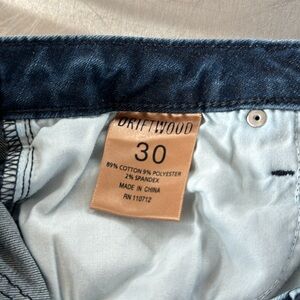 DRIFTWOOD
30
89% COTTON 9% POLYESTER
2% SPANDEX
MADE IN CHINA
RN 110712